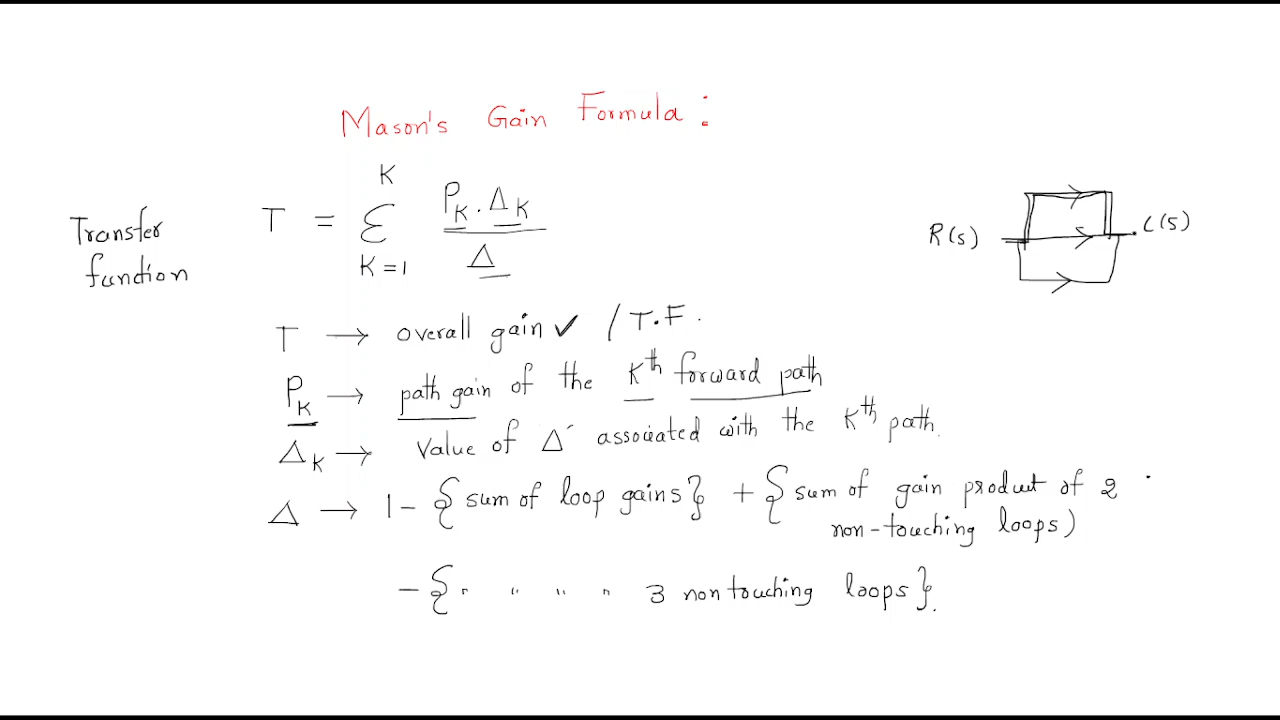 Mason's Gain Formula :
Transfer function
T = Σ_{K=1}^{K} (P_K . Δ_K) / Δ
R(s) C(s)
T → overall gain ✓ / T.F.
P_K → path gain of the K^th forward path
Δ_K → Value of Δ associated with the K^th path.
Δ → 1 - { sum of loop gains } + { sum of gain product of 2
non-touching loops )
- { " " " " 3 non touching loops }.